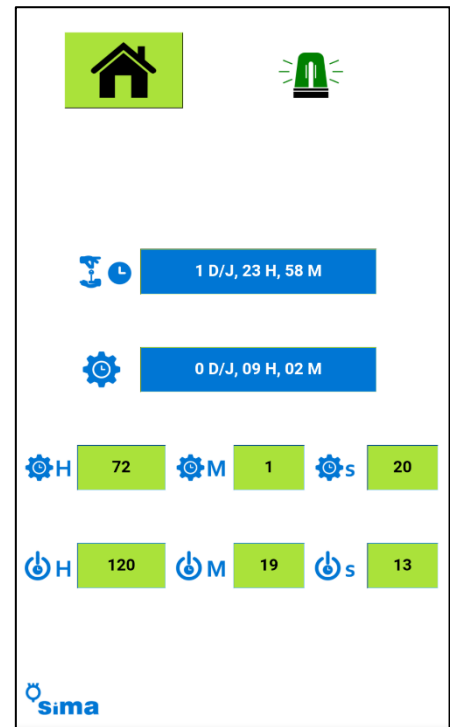 1 D/J, 23 H, 58 M
0 D/J, 09 H, 02 M
H 72 M 1 s 20
H 120 M 19 s 13
sima